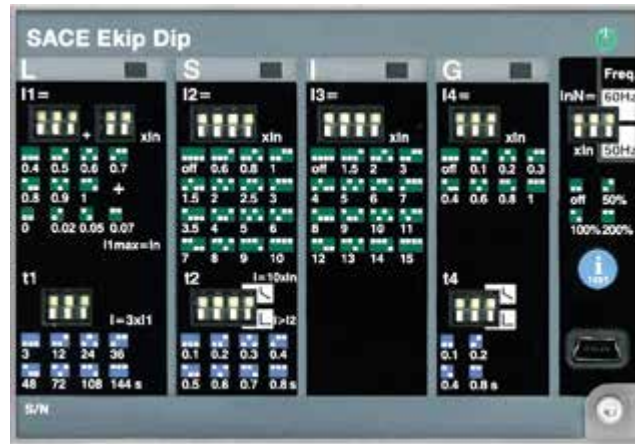 SACE Ekip Dip
L
I1=
+ xIn
0.4 0.5 0.6 0.7
0.8 0.9 1 +
0 0.02 0.05 0.07
I1max=In
t1
I=3xI1
3 12 24 36
48 72 108 144 s
S
I2=
xIn
off 0.6 0.8 1
1.5 2 2.5 3
3.5 4 5 6
7 8 9 10
t2 I=10xIn
I>I2
0.1 0.2 0.3 0.4
0.5 0.6 0.7 0.8 s
I
I3=
xIn
off 1.5 2 3
4 5 6 7
8 9 10 11
12 13 14 15
G
I4=
xIn
off 0.1 0.2 0.3
0.4 0.6 0.8 1
t4
0.1 0.2
0.4 0.8 s
Freq
InN= 60Hz
xIn 50Hz
off 50%
100% 200%
TEST
S/N